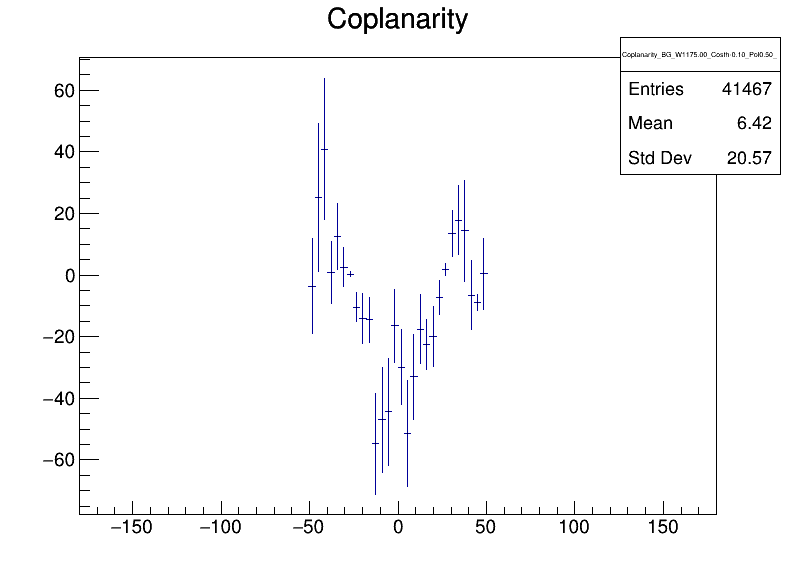 Coplanarity
Coplanarity_BG_W1175.00_Costh-0.10_Pol0.50_
Entries 41467
Mean 6.42
Std Dev 20.57
60
40
20
0
−20
−40
−60
−150 −100 −50 0 50 100 150